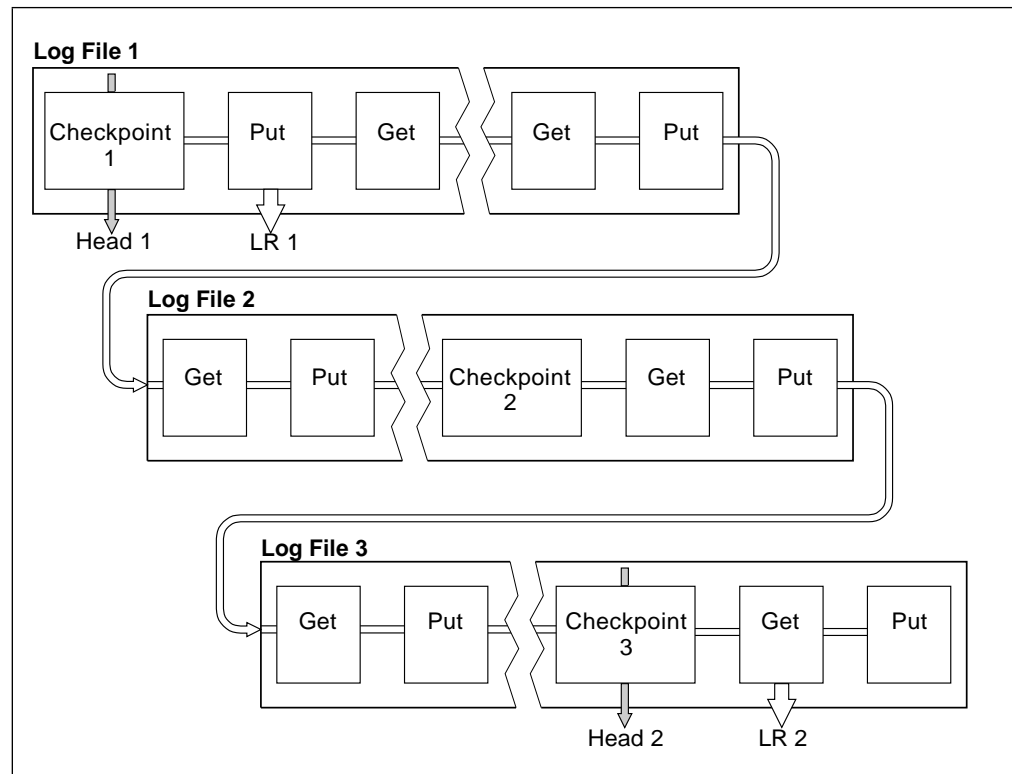 Log File 1
Checkpoint
1
Put
Get
Get
Put
Head 1
LR 1
Log File 2
Get
Put
Checkpoint
2
Get
Put
Log File 3
Get
Put
Checkpoint
3
Get
Put
Head 2
LR 2